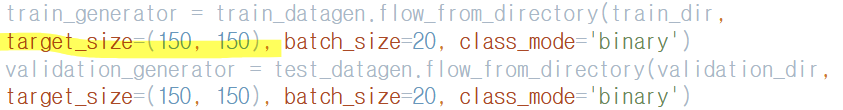 train_generator = train_datagen.flow_from_directory(train_dir,
target_size=(150, 150), batch_size=20, class_mode='binary')
validation_generator = test_datagen.flow_from_directory(validation_dir,
target_size=(150, 150), batch_size=20, class_mode='binary')